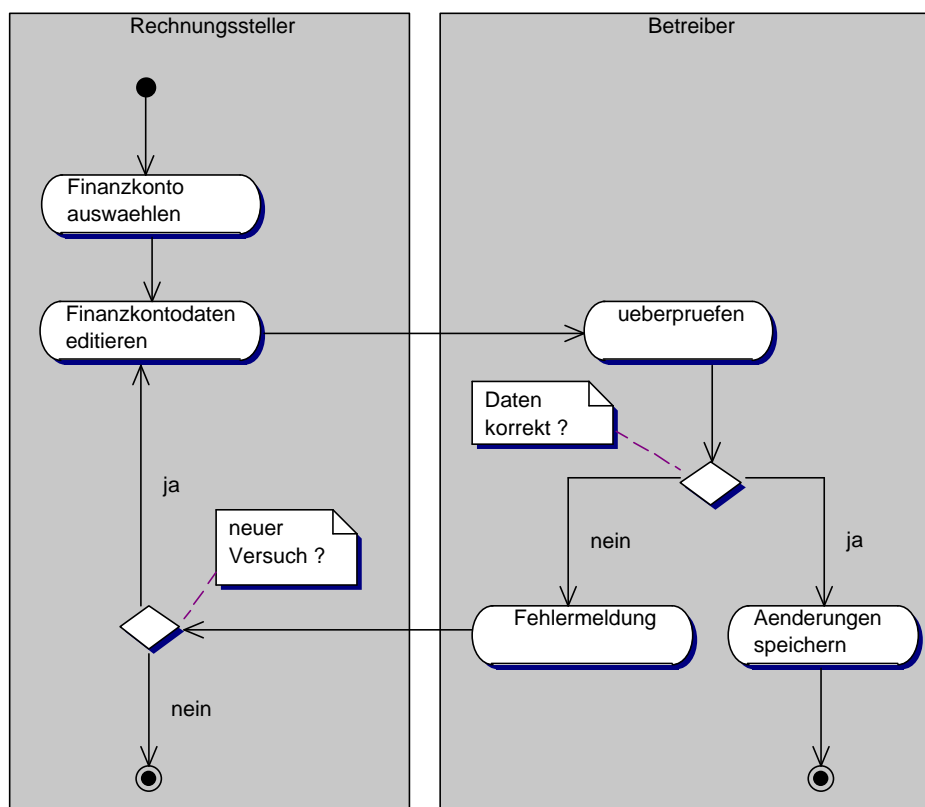 Rechnungssteller
Betreiber
Finanzkonto
auswaehlen
Finanzkontodaten
editieren
ueberpruefen
Daten
korrekt ?
ja
neuer
Versuch ?
nein
ja
Fehlermeldung
Aenderungen
speichern
nein